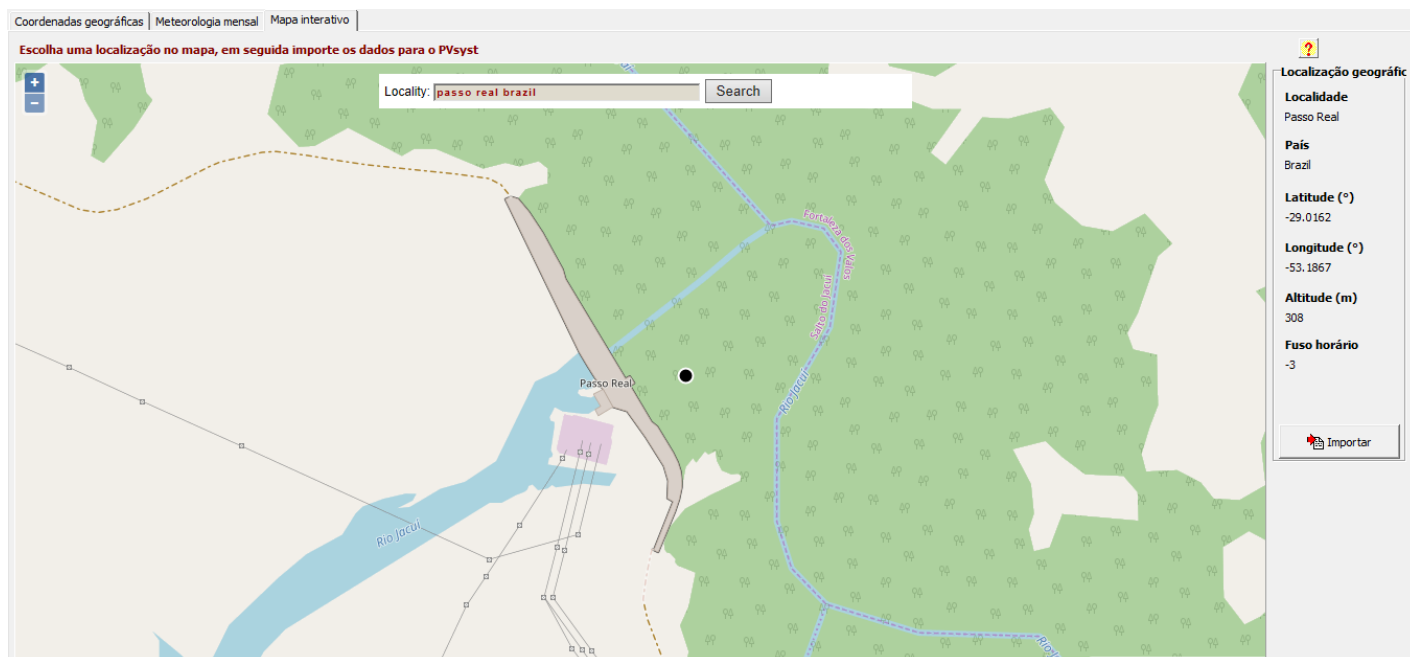 Coordenadas geográficas
Meteorologia mensal
Mapa interativo
Escolha uma localização no mapa, em seguida importe os dados para o PVsyst
?
+
−
Locality: passo real brazil
Search
Localização geográfic
Localidade
Passo Real
País
Brazil
Latitude (°)
-29.0162
Longitude (°)
-53.1867
Altitude (m)
308
Fuso horário
-3
Importar
Fortaleza dos Valos
Salto do Jacuí
Rio Jacuí
Passo Real
Rio Jacuí